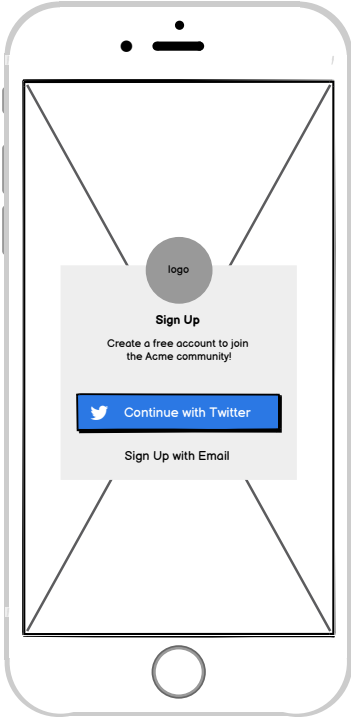 logo
Sign Up
Create a free account to join
the Acme community!
Continue with Twitter
Sign Up with Email